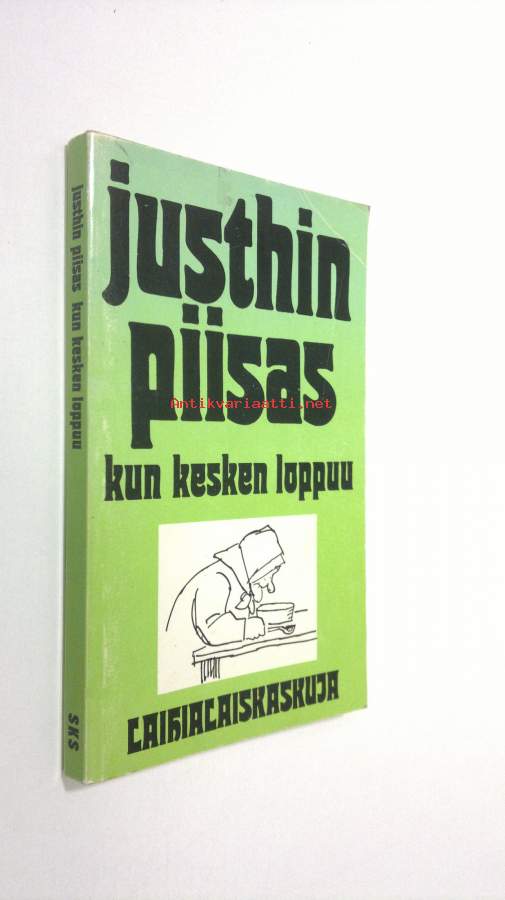 justhin
piisas
Antikvariaatti.net
kun kesken loppuu
LAIHIALAISKASKUJA
justhin piisas kun kesken loppuu
SKS